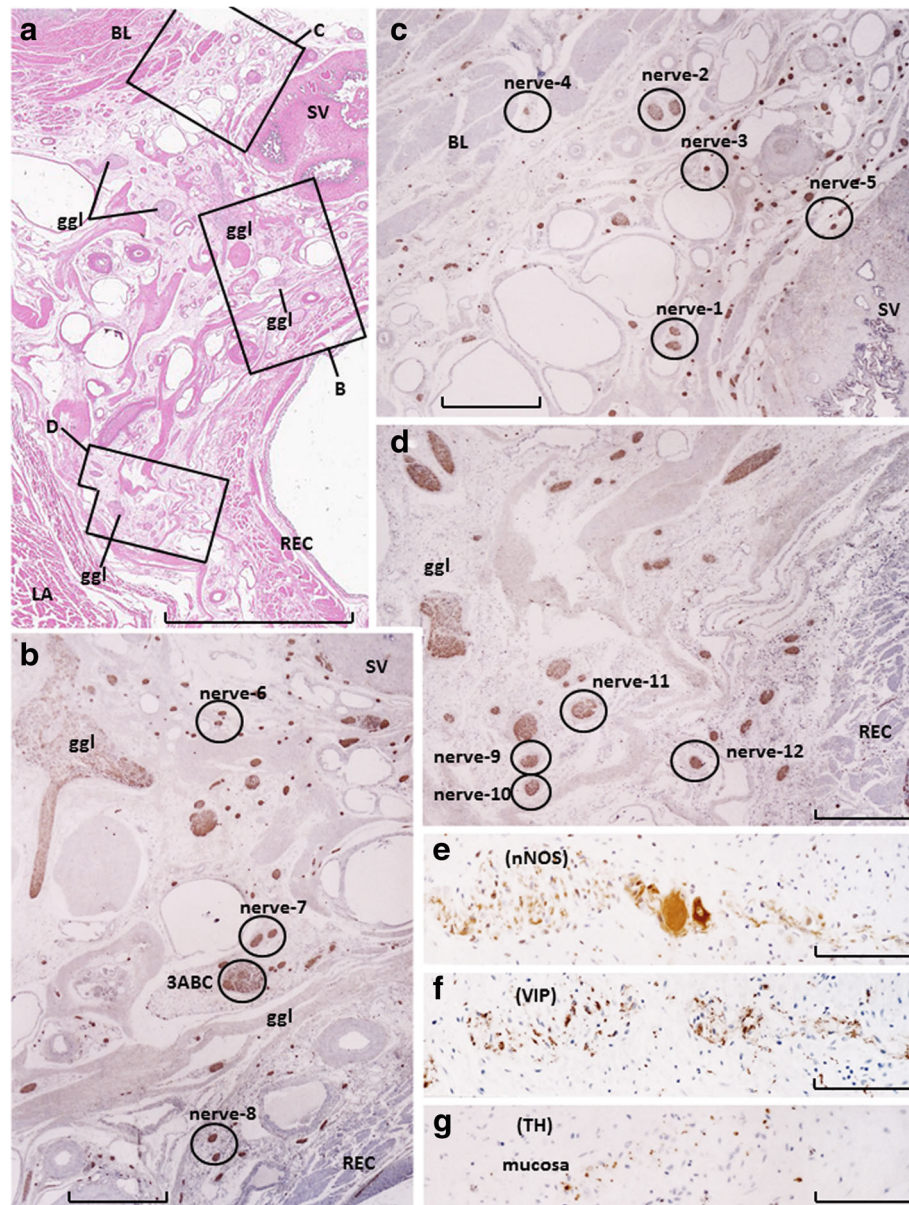 a
BL
C
SV
ggl
ggl
ggl
B
D
ggl
REC
LA
b
SV
nerve-6
ggl
nerve-7
3ABC
ggl
nerve-8
REC
c
nerve-4
nerve-2
BL
nerve-3
nerve-5
nerve-1
SV
d
ggl
nerve-11
nerve-9
nerve-12
nerve-10
REC
e
(nNOS)
f
(VIP)
g
(TH)
mucosa